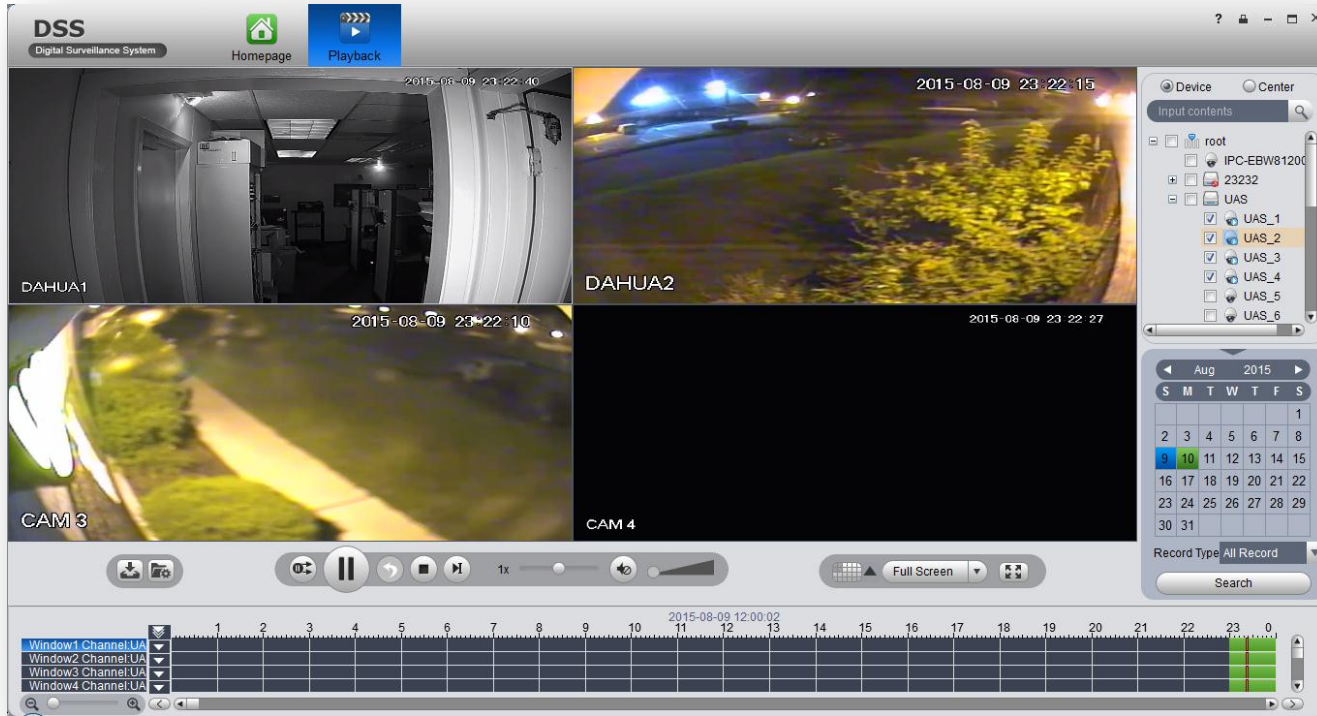 DSS
Digital Surveillance System
Homepage
Playback
?
2015-08-09 23:22:40
DAHUA1
2015-08-09 23:22:15
DAHUA2
2015-08-09 23:22:10
CAM 3
2015-08-09 23:22:27
CAM 4
Device Center
Input contents
root
IPC-EBW81200
23232
UAS
UAS_1
UAS_2
UAS_3
UAS_4
UAS_5
UAS_6
Aug 2015
S M T W T F S
1
2 3 4 5 6 7 8
9 10 11 12 13 14 15
16 17 18 19 20 21 22
23 24 25 26 27 28 29
30 31
Record Type All Record
Search
1x
Full Screen
2015-08-09 12:00:02
1 2 3 4 5 6 7 8 9 10 11 12 13 14 15 16 17 18 19 20 21 22 23 0
Window1 Channel:UA
Window2 Channel:UA
Window3 Channel:UA
Window4 Channel:UA